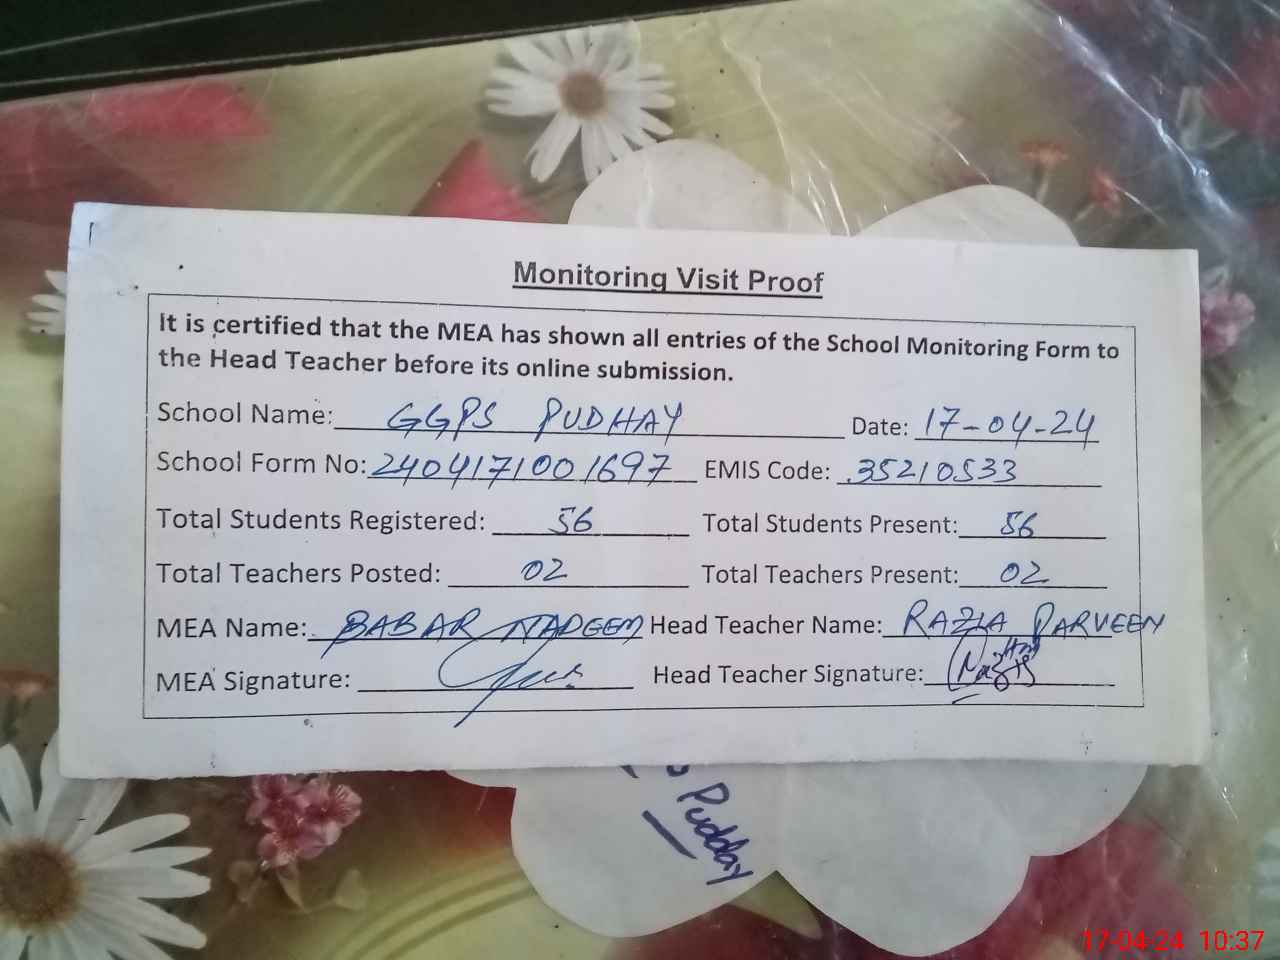 Monitoring Visit Proof
It is certified that the MEA has shown all entries of the School Monitoring Form to
the Head Teacher before its online submission.
School Name: GGPS PUDHAY Date: 17-04-24
School Form No: 2404171001697 EMIS Code: 35210533
Total Students Registered: 56 Total Students Present: 56
Total Teachers Posted: 02 Total Teachers Present: 02
MEA Name: BABAR NADEEM Head Teacher Name: RAZIA PARVEEN
MEA Signature: Head Teacher Signature:
Pudday
17-04-24 10:37